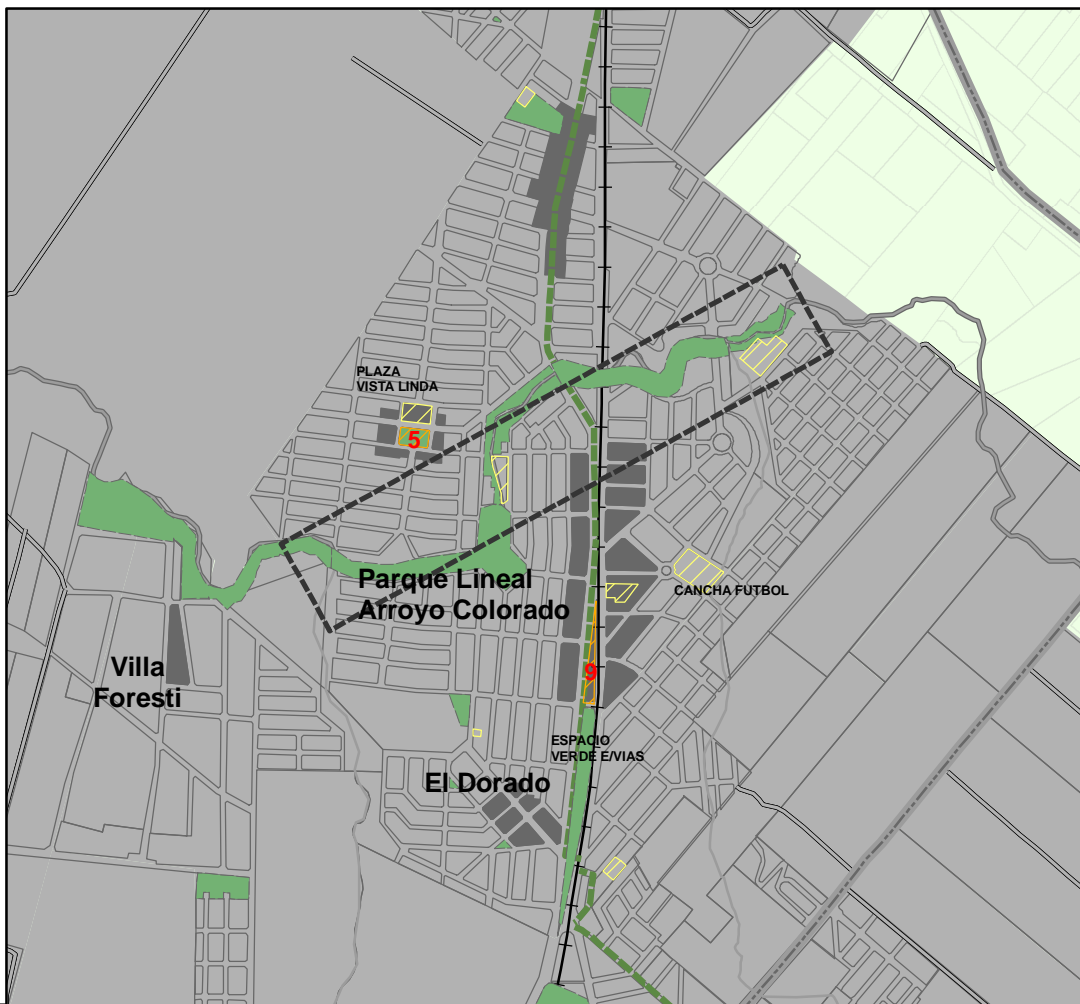 PLAZA
VISTA LINDA
5
Parque Lineal
Arroyo Colorado
CANCHA FUTBOL
Villa
Foresti
9
ESPACIO
VERDE E/VIAS
El Dorado